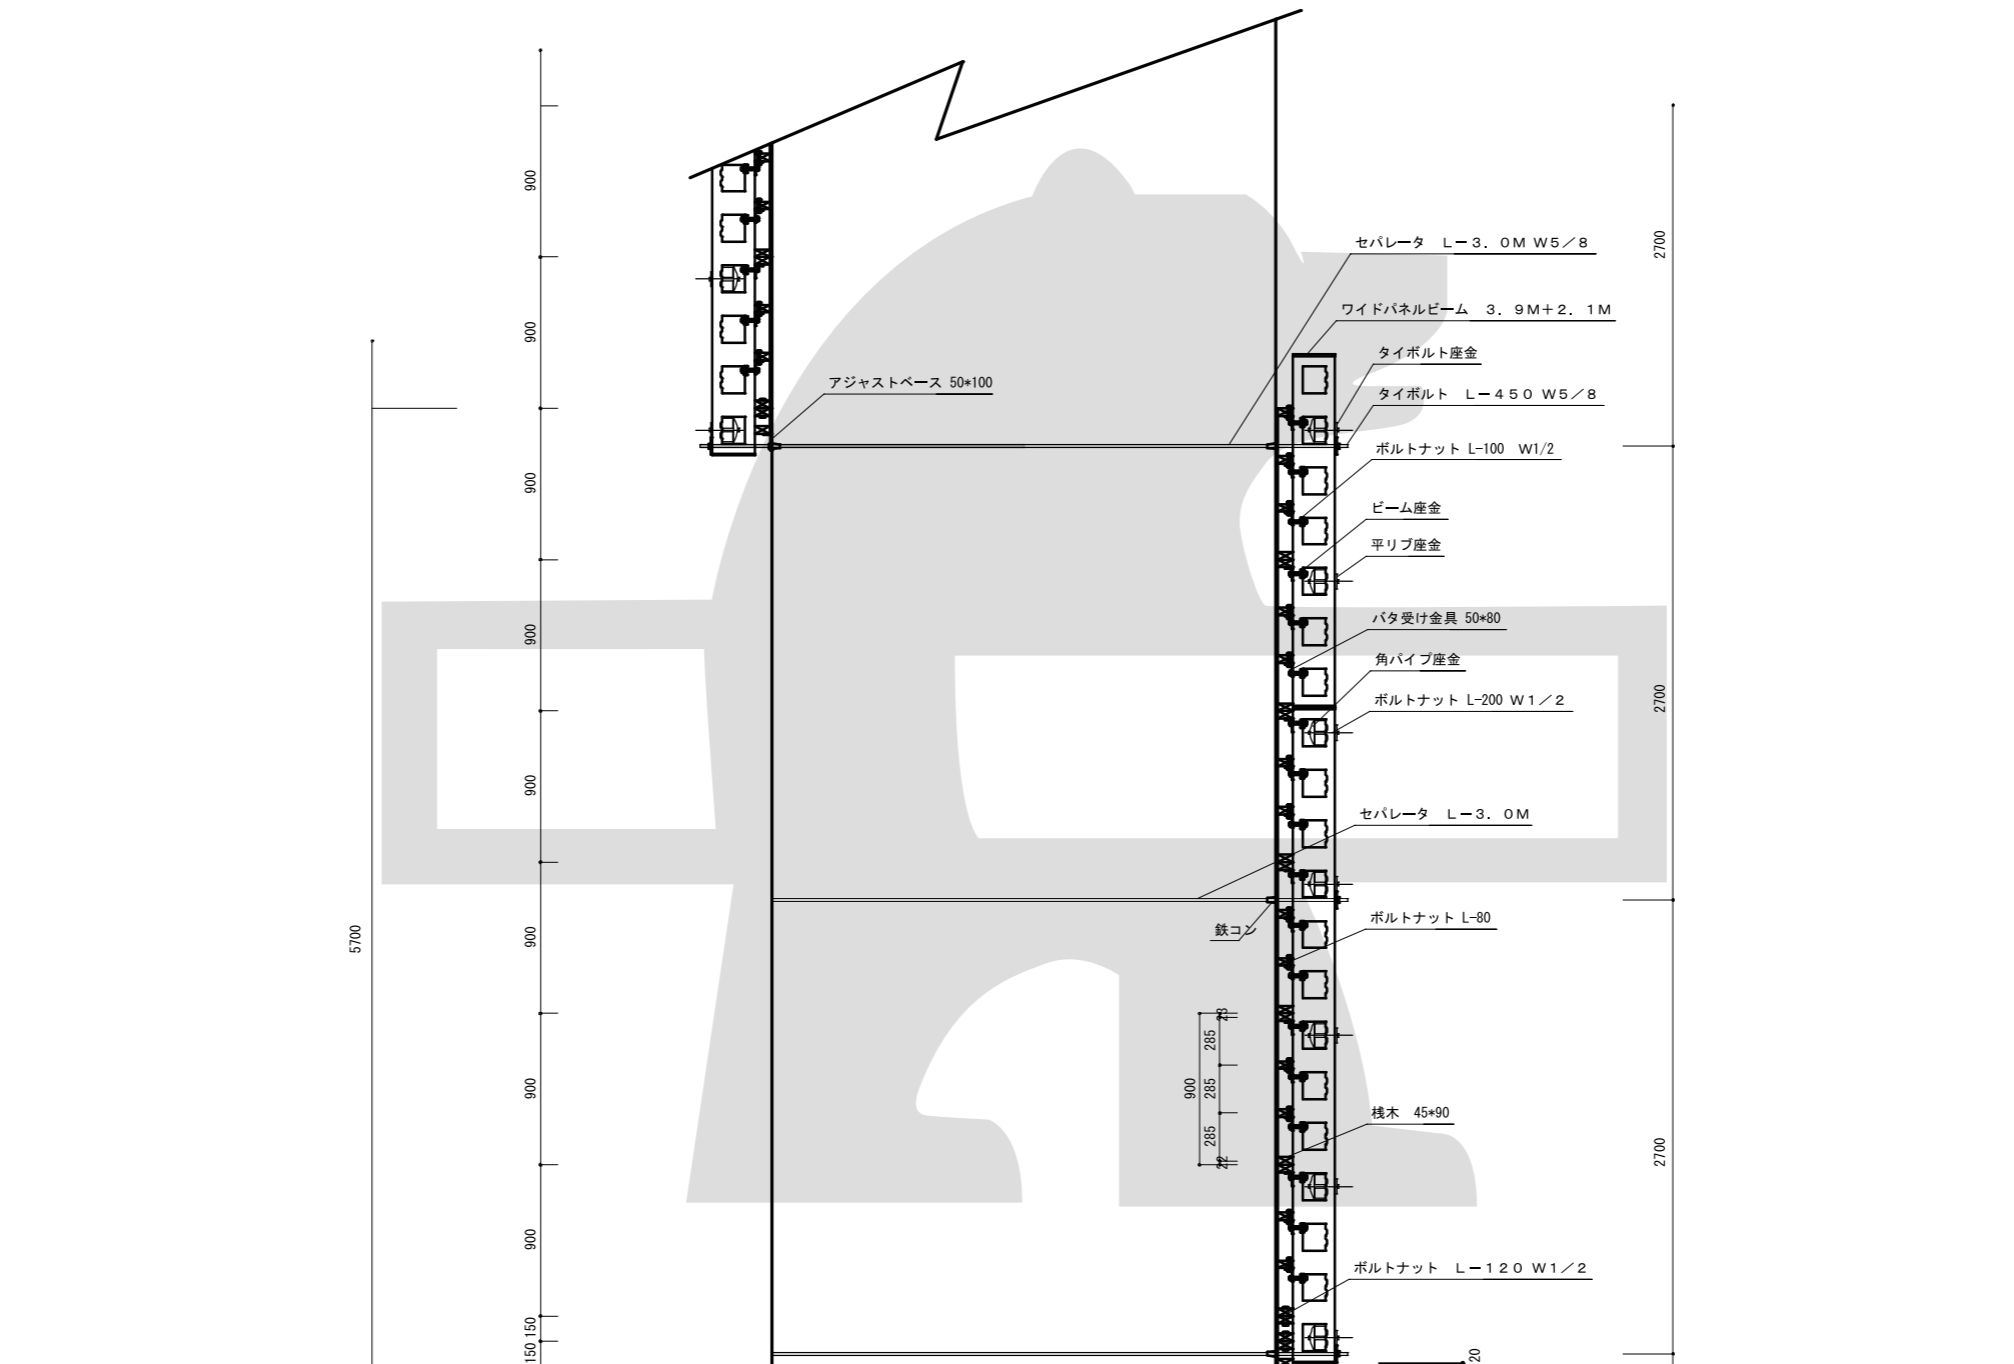 セパレータ　Ｌ－３．０Ｍ Ｗ５／８
ワイドパネルビーム　３．９Ｍ＋２．１Ｍ
タイボルト座金
アジャストベース 50*100
タイボルト　Ｌ－４５０ Ｗ５／８
ボルトナット L-100　W1/2
ビーム座金
平リブ座金
バタ受け金具 50*80
角パイプ座金
ボルトナット L-200 Ｗ１／２
セパレータ　Ｌ－３．０Ｍ
ボルトナット L-80
鉄コン
桟木　45*90
ボルトナット　Ｌ－１２０ Ｗ１／２
5700
900
900
900
900
900
900
900
900
150
150
900
23
285
285
285
22
2700
2700
2700
20